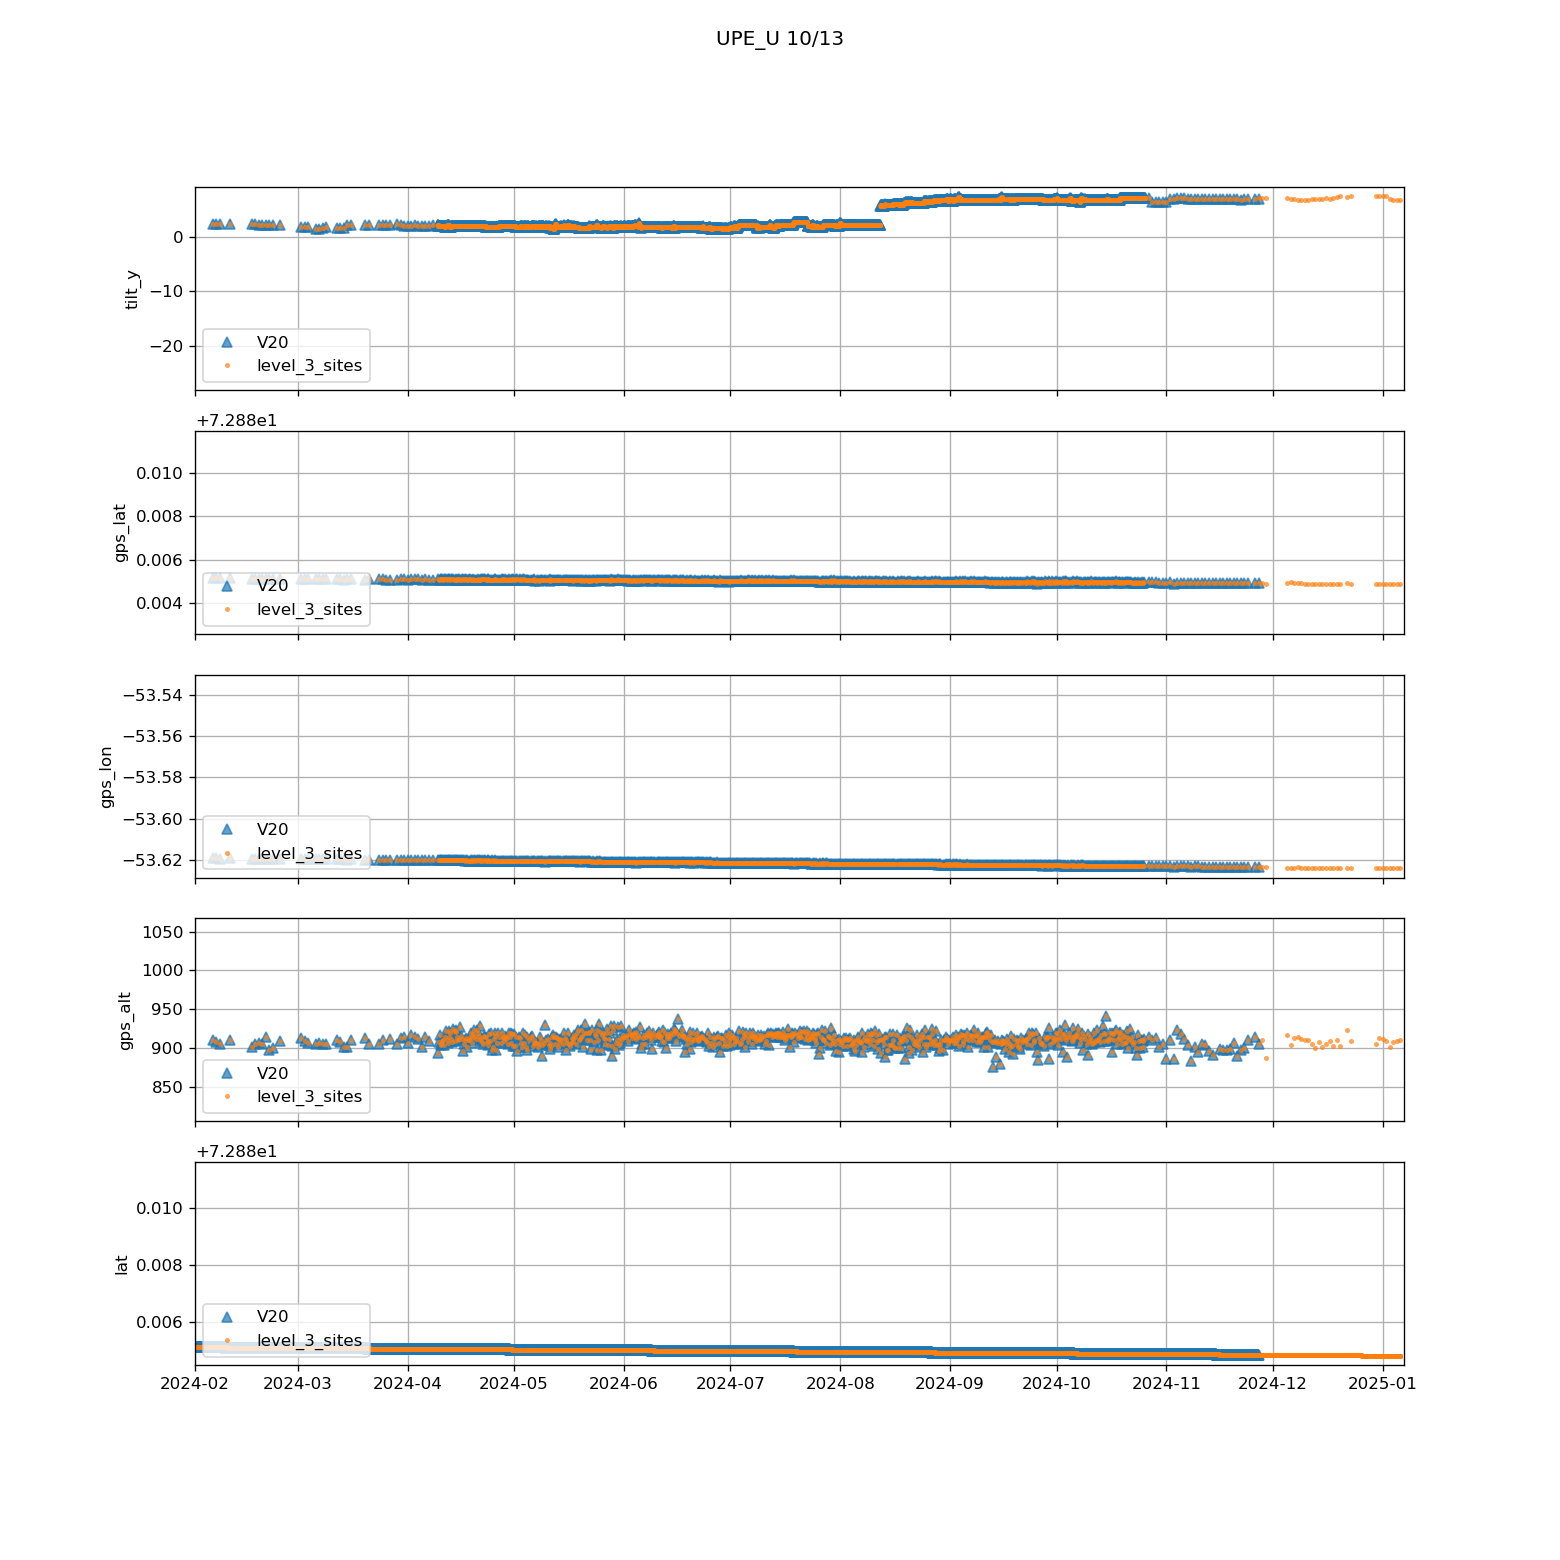 UPE_U 10/13
0
−10
−20
tilt_y
V20
level_3_sites
+7.288e1
0.010
0.008
0.006
0.004
gps_lat
V20
level_3_sites
−53.54
−53.56
−53.58
−53.60
−53.62
gps_lon
V20
level_3_sites
1050
1000
950
900
850
gps_alt
V20
level_3_sites
+7.288e1
0.010
0.008
0.006
lat
V20
level_3_sites
2024-02 2024-03 2024-04 2024-05 2024-06 2024-07 2024-08 2024-09 2024-10 2024-11 2024-12 2025-01